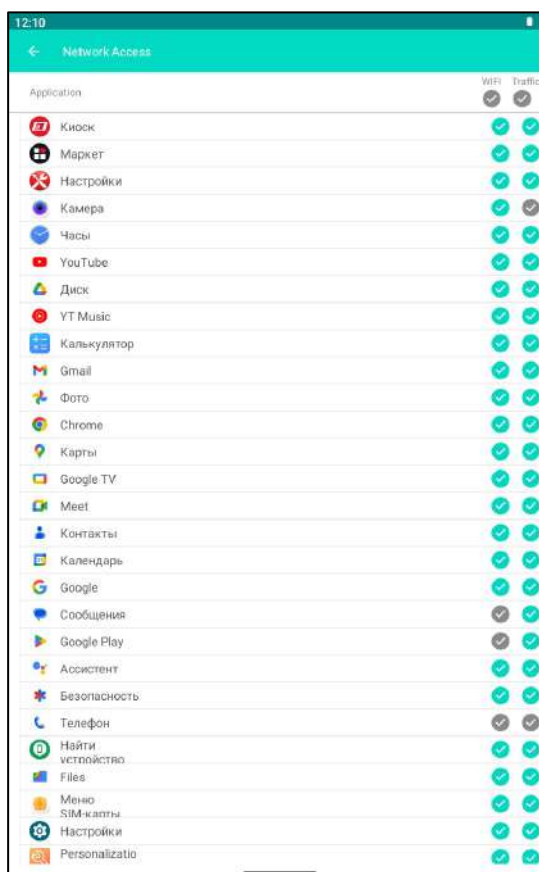 12:10
Network Access
Application
WIFI Traffic
Киоск
Маркет
Настройки
Камера
Часы
YouTube
Диск
YT Music
Калькулятор
Gmail
Фото
Chrome
Карты
Google TV
Meet
Контакты
Календарь
Google
Сообщения
Google Play
Ассистент
Безопасность
Телефон
Найти
устройство
Files
Меню
SIM-карты
Настройки
Personalizatio